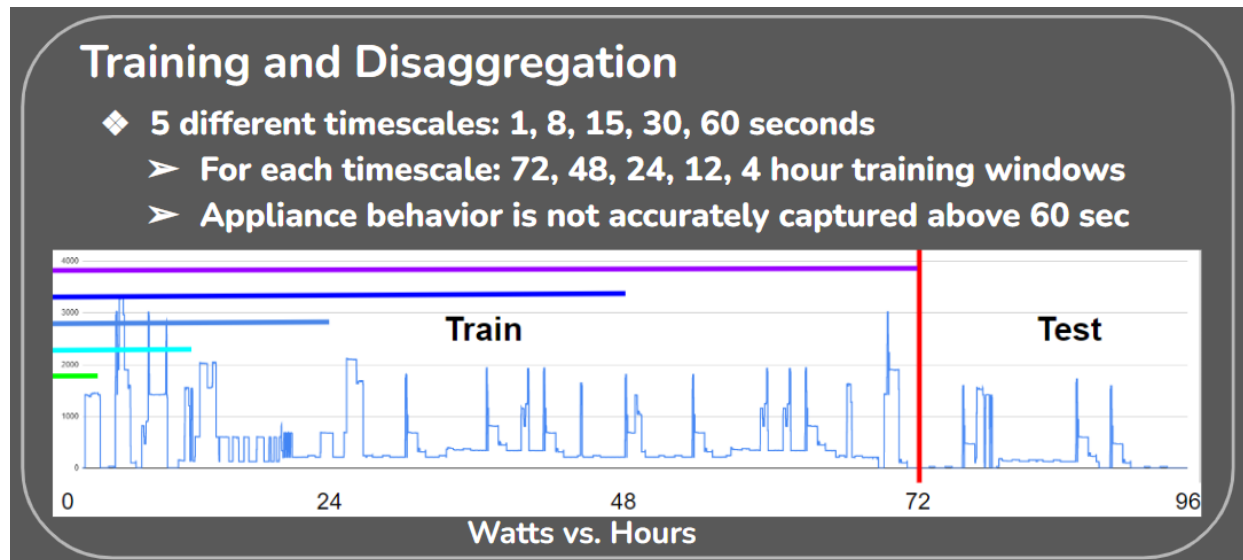 Training and Disaggregation
❖ 5 different timescales: 1, 8, 15, 30, 60 seconds
➢ For each timescale: 72, 48, 24, 12, 4 hour training windows
➢ Appliance behavior is not accurately captured above 60 sec
4000
3000
Train
Test
2000
1000
0
0 24 48 72 96
Watts vs. Hours